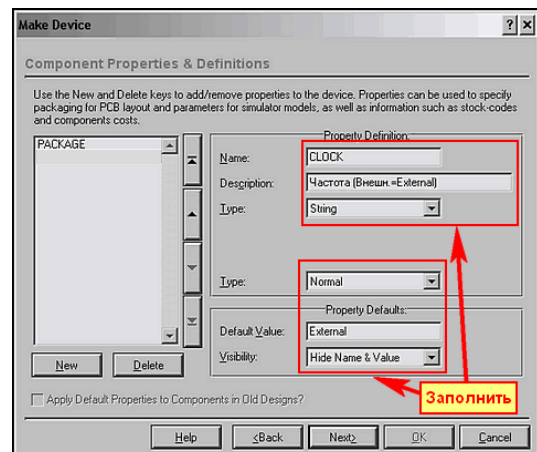 Make Device
Component Properties & Definitions
Use the New and Delete keys to add/remove properties to the device. Properties can be used to specify
packaging for PCB layout and parameters for simulator models, as well as information such as stock-codes
and components costs.
PACKAGE
Property Definition:
Name: CLOCK
Description: Частота (Внешн.=External)
Type: String
Type: Normal
Property Defaults:
Default Value: External
Visibility: Hide Name & Value
New Delete
Заполнить
Apply Default Properties to Components in Old Designs?
Help <Back Next> OK Cancel